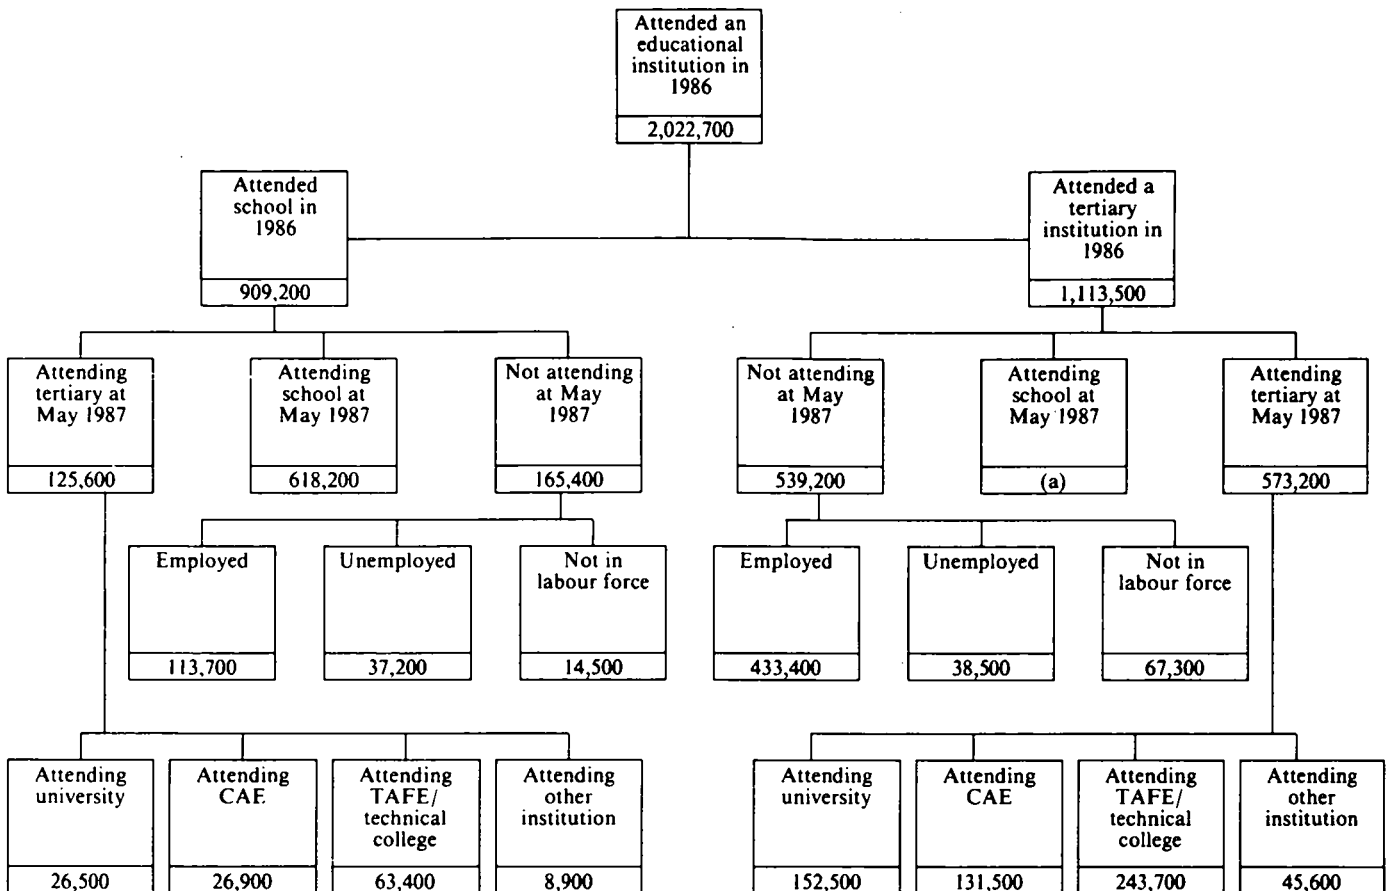 Attended an
educational
institution in
1986
2,022,700
Attended
school in
1986
909,200
Attended a
tertiary
institution in
1986
1,113,500
Attending
tertiary at
May 1987
125,600
Attending
school at
May 1987
618,200
Not attending
at May
1987
165,400
Not attending
at May
1987
539,200
Attending
school at
May 1987
(a)
Attending
tertiary at
May 1987
573,200
Employed
113,700
Unemployed
37,200
Not in
labour force
14,500
Employed
433,400
Unemployed
38,500
Not in
labour force
67,300
Attending
university
26,500
Attending
CAE
26,900
Attending
TAFE/
technical
college
63,400
Attending
other
institution
8,900
Attending
university
152,500
Attending
CAE
131,500
Attending
TAFE/
technical
college
243,700
Attending
other
institution
45,600